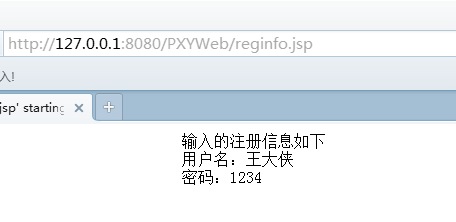 http://127.0.0.1:8080/PXYWeb/reginfo.jsp
入!
jsp' starting
输入的注册信息如下
用户名：王大侠
密码：1234